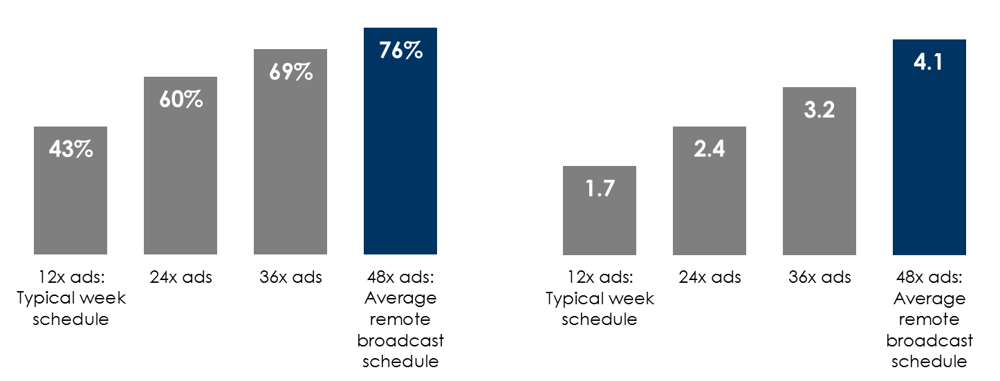 43%
60%
69%
76%
12x ads:
Typical week
schedule
24x ads
36x ads
48x ads:
Average
remote
broadcast
schedule
1.7
2.4
3.2
4.1
12x ads:
Typical week
schedule
24x ads
36x ads
48x ads:
Average
remote
broadcast
schedule